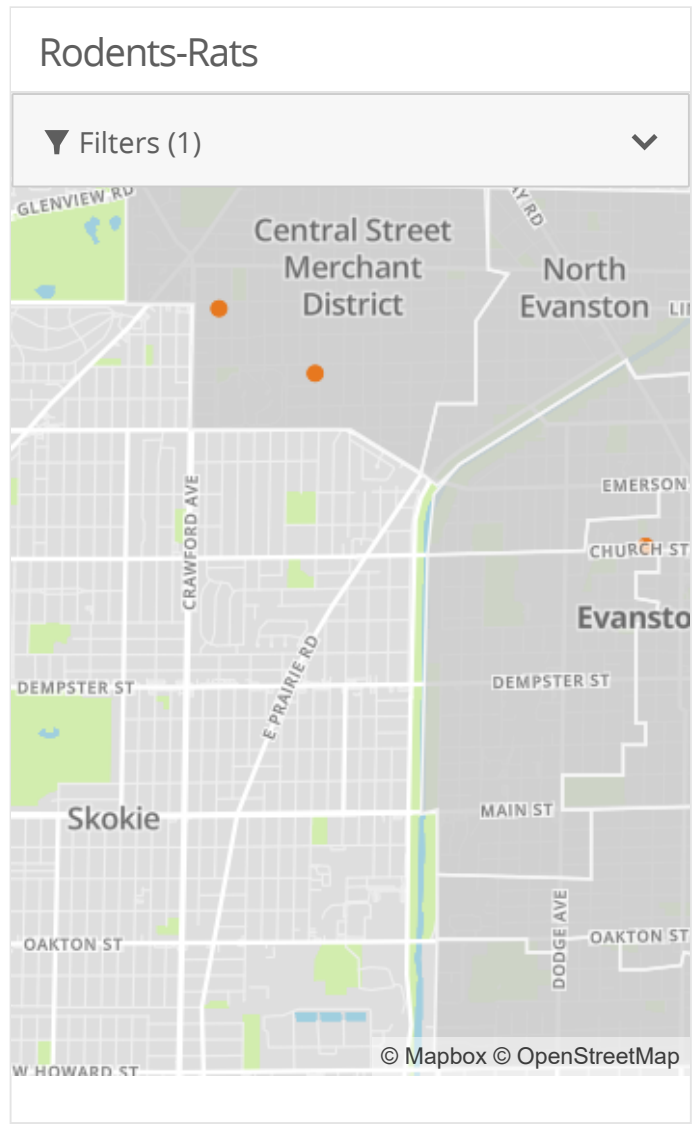 Rodents-Rats
Filters (1)
GLENVIEW RD
Central Street
Merchant
District
North
Evanston
CRAWFORD AVE
EMERSON
CHURCH ST
Evansto
E PRAIRIE RD
DEMPSTER ST
DEMPSTER ST
Skokie
MAIN ST
DODGE AVE
OAKTON ST
OAKTON ST
© Mapbox © OpenStreetMap
W HOWARD ST